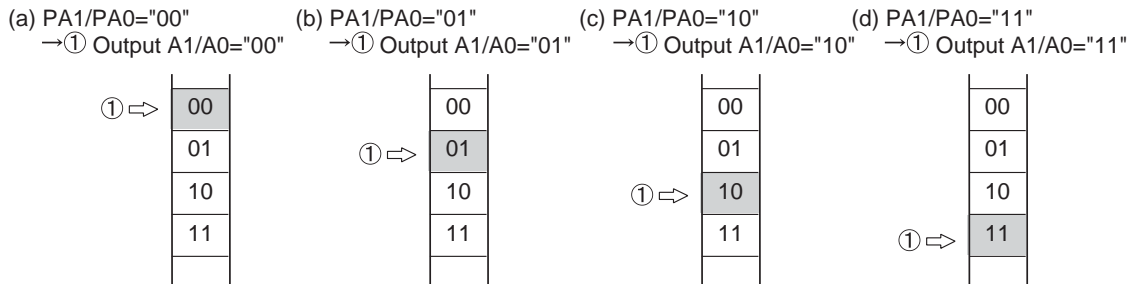 (a) PA1/PA0="00"
→① Output A1/A0="00"
(b) PA1/PA0="01"
→① Output A1/A0="01"
(c) PA1/PA0="10"
→① Output A1/A0="10"
(d) PA1/PA0="11"
→① Output A1/A0="11"
① ⇨ 00
01
10
11
00
① ⇨ 01
10
11
00
01
① ⇨ 10
11
00
01
10
① ⇨ 11